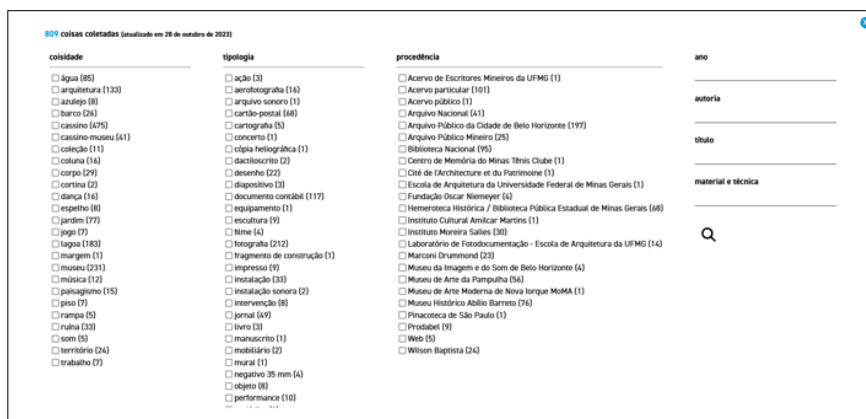 809 coisas coletadas (atualizado em 28 de outubro de 2023)
coisidade
água (85)
arquitetura (133)
azulejo (8)
barco (26)
cassino (475)
cassino-museu (41)
coleção (11)
coluna (16)
corpo (29)
cortina (2)
dança (16)
espelho (8)
jardim (77)
jogo (7)
lagoa (183)
margem (1)
museu (231)
música (12)
paisagismo (15)
piso (7)
rampa (5)
ruína (33)
som (5)
território (24)
trabalho (7)
tipologia
ação (3)
aerofotografia (16)
arquivo sonoro (1)
cartão-postal (68)
cartografia (5)
concerto (1)
cópia heliográfica (1)
dactiloscrito (2)
desenho (22)
diapositivo (3)
documento contábil (117)
equipamento (1)
escultura (9)
filme (4)
fotografia (212)
fragmento de construção (1)
impresso (9)
instalação (33)
instalação sonora (2)
intervenção (8)
jornal (49)
livro (3)
manuscrito (1)
mobiliário (2)
mural (1)
negativo 35 mm (4)
objeto (8)
performance (10)
procedência
Acervo de Escritores Mineiros da UFMG (1)
Acervo particular (101)
Acervo público (1)
Arquivo Nacional (41)
Arquivo Público da Cidade de Belo Horizonte (197)
Arquivo Público Mineiro (25)
Biblioteca Nacional (95)
Centro de Memória do Minas Tênis Clube (1)
Cité de l'Architecture et du Patrimoine (1)
Escola de Arquitetura da Universidade Federal de Minas Gerais (1)
Fundação Oscar Niemeyer (4)
Hemeroteca Histórica / Biblioteca Pública Estadual de Minas Gerais (68)
Instituto Cultural Amilcar Martins (1)
Instituto Moreira Salles (30)
Laboratório de Fotodocumentação - Escola de Arquitetura da UFMG (14)
Marconi Drummond (23)
Museu da Imagem e do Som de Belo Horizonte (4)
Museu de Arte da Pampulha (56)
Museu de Arte Moderna de Nova Iorque MoMA (1)
Museu Histórico Abílio Barreto (76)
Pinacoteca de São Paulo (1)
Prodabel (9)
Web (5)
Wilson Baptista (24)
ano
autoria
título
material e técnica